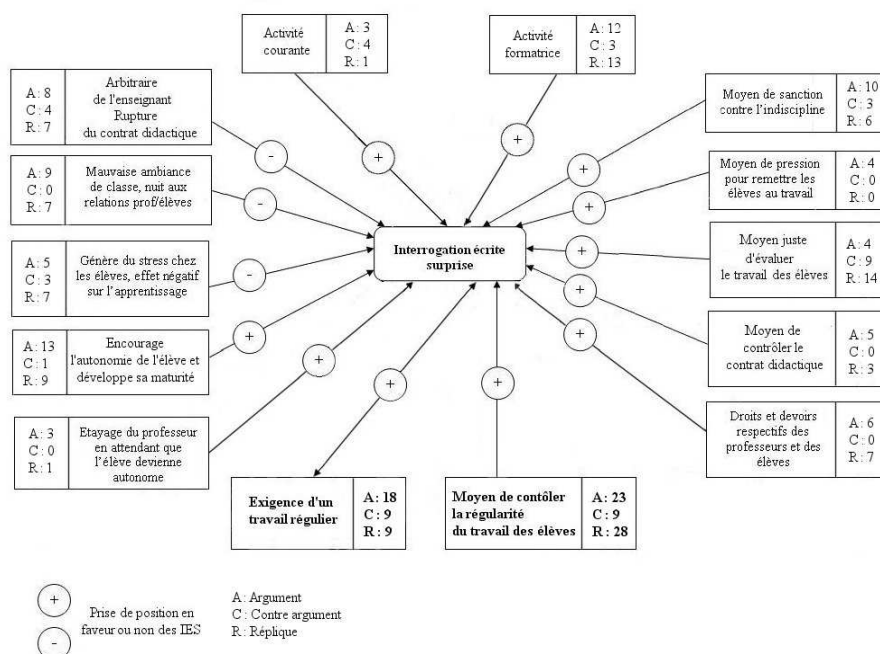 Activité
courante
A : 3
C : 4
R : 1
Activité
formatrice
A : 12
C : 3
R : 13
A : 8
C : 4
R : 7
Arbitraire
de l'enseignant
Rupture
du contrat didactique
Moyen de sanction
contre l'indiscipline
A : 10
C : 3
R : 6
A : 9
C : 0
R : 7
Mauvaise ambiance
de classe, nuit aux
relations prof/élèves
Moyen de pression
pour remettre les
élèves au travail
A : 4
C : 0
R : 0
Interrogation écrite
surprise
A : 5
C : 3
R : 7
Génère du stress chez
les élèves, effet négatif
sur l'apprentissage
Moyen juste
d'évaluer
le travail des élèves
A : 4
C : 9
R : 14
A : 13
C : 1
R : 9
Encourage
l'autonomie de l'élève et
développe sa maturité
Moyen de
contrôler le
contrat didactique
A : 5
C : 0
R : 3
A : 3
C : 0
R : 1
Etayage du professeur
en attendant que
l'élève devienne
autonome
Droits et devoirs
respectifs des
professeurs et des
élèves
A : 6
C : 0
R : 7
Exigence d'un
travail régulier
A : 18
C : 9
R : 9
Moyen de contôler
la régularité
du travail des élèves
A : 23
C : 9
R : 28
+
+
-
-
-
+
+
+
+
+
+
+
+
+
+
-
Prise de position en
faveur ou non des IES
A : Argument
C : Contre argument
R : Réplique